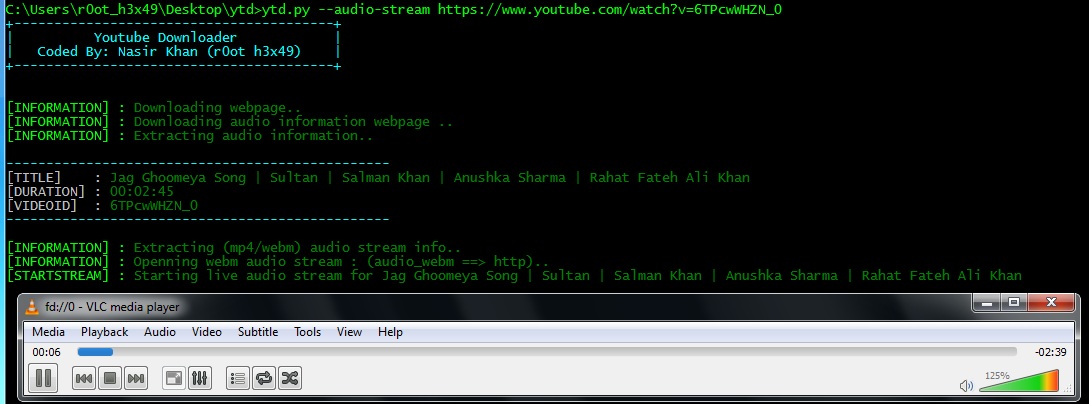 C:\Users\r0ot_h3x49\Desktop\ytd>ytd.py --audio-stream https://www.youtube.com/watch?v=6TPcwWHZN_0
+----------------------------------------+
|          Youtube Downloader            |
|   Coded By: Nasir Khan (r0ot h3x49)    |
+----------------------------------------+
[INFORMATION] : Downloading webpage..
[INFORMATION] : Downloading audio information webpage ..
[INFORMATION] : Extracting audio information..
------------------------------------------------
[TITLE]    : Jag Ghoomeya Song | Sultan | Salman Khan | Anushka Sharma | Rahat Fateh Ali Khan
[DURATION] : 00:02:45
[VIDEOID]  : 6TPcwWHZN_0
------------------------------------------------
[INFORMATION] : Extracting (mp4/webm) audio stream info..
[INFORMATION] : Openning webm audio stream : (audio_webm ==> http)..
[STARTSTREAM] : Starting live audio stream for Jag Ghoomeya Song | Sultan | Salman Khan | Anushka Sharma | Rahat Fateh Ali Khan
fd://0 - VLC media player
Media Playback Audio Video Subtitle Tools View Help
00:06 -02:39
125%